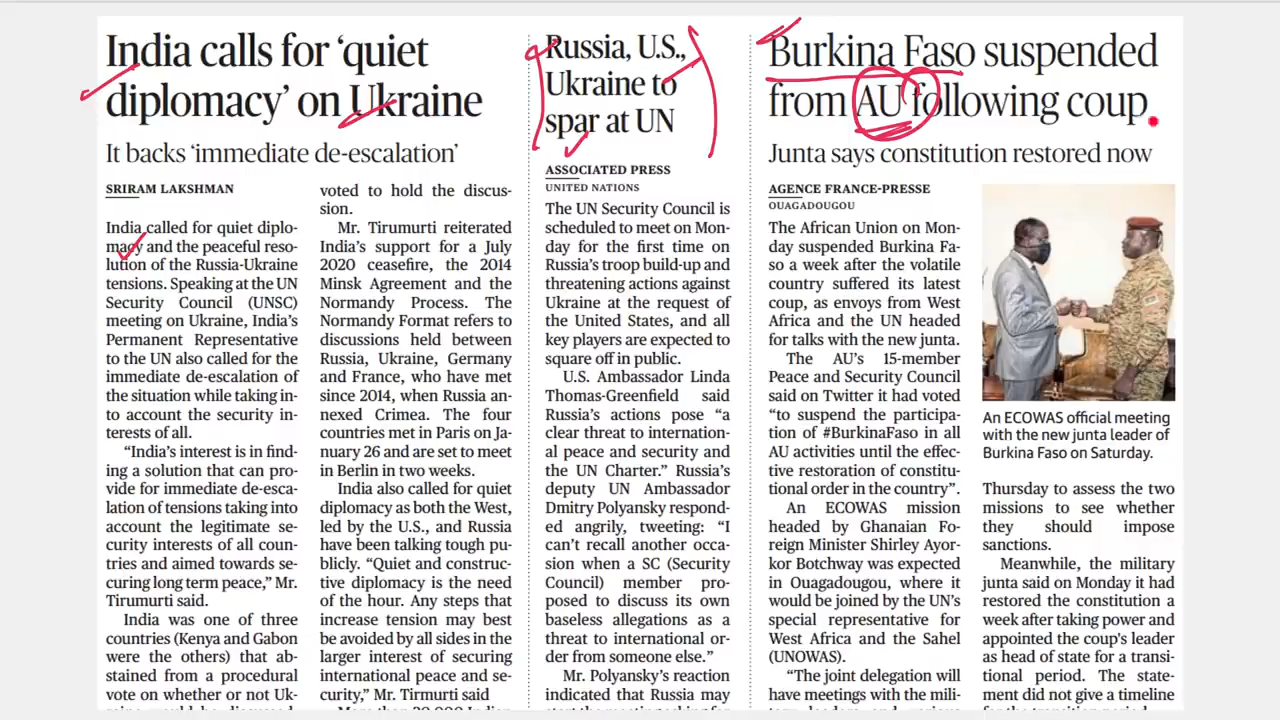 India calls for ‘quiet
diplomacy’ on Ukraine
It backs ‘immediate de-escalation’
SRIRAM LAKSHMAN
India called for quiet diplo-
macy and the peaceful reso-
lution of the Russia-Ukraine
tensions. Speaking at the UN
Security Council (UNSC)
meeting on Ukraine, India’s
Permanent Representative
to the UN also called for the
immediate de-escalation of
the situation while taking in-
to account the security in-
terests of all.
“India’s interest is in find-
ing a solution that can pro-
vide for immediate de-esca-
lation of tensions taking into
account the legitimate se-
curity interests of all coun-
tries and aimed towards se-
curing long term peace,” Mr.
Tirumurti said.
India was one of three
countries (Kenya and Gabon
were the others) that ab-
stained from a procedural
vote on whether or not Uk-
voted to hold the discus-
sion.
Mr. Tirumurti reiterated
India’s support for a July
2020 ceasefire, the 2014
Minsk Agreement and the
Normandy Process. The
Normandy Format refers to
discussions held between
Russia, Ukraine, Germany
and France, who have met
since 2014, when Russia an-
nexed Crimea. The four
countries met in Paris on Ja-
nuary 26 and are set to meet
in Berlin in two weeks.
India also called for quiet
diplomacy as both the West,
led by the U.S., and Russia
have been talking tough pu-
blicly. “Quiet and construc-
tive diplomacy is the need
of the hour. Any steps that
increase tension may best
be avoided by all sides in the
larger interest of securing
international peace and se-
curity,” Mr. Tirmurti said
Russia, U.S.,
Ukraine to
spar at UN
ASSOCIATED PRESS
UNITED NATIONS
The UN Security Council is
scheduled to meet on Mon-
day for the first time on
Russia’s troop build-up and
threatening actions against
Ukraine at the request of
the United States, and all
key players are expected to
square off in public.
U.S. Ambassador Linda
Thomas-Greenfield said
Russia’s actions pose “a
clear threat to internation-
al peace and security and
the UN Charter.” Russia’s
deputy UN Ambassador
Dmitry Polyansky respond-
ed angrily, tweeting: “I
can’t recall another occa-
sion when a SC (Security
Council) member pro-
posed to discuss its own
baseless allegations as a
threat to international or-
der from someone else.”
Mr. Polyansky’s reaction
indicated that Russia may
Burkina Faso suspended
from AU following coup
Junta says constitution restored now
AGENCE FRANCE-PRESSE
OUAGADOUGOU
The African Union on Mon-
day suspended Burkina Fa-
so a week after the volatile
country suffered its latest
coup, as envoys from West
Africa and the UN headed
for talks with the new junta.
The AU’s 15-member
Peace and Security Council
said on Twitter it had voted
“to suspend the participa-
tion of #BurkinaFaso in all
AU activities until the effec-
tive restoration of constitu-
tional order in the country”.
An ECOWAS mission
headed by Ghanaian Fo-
reign Minister Shirley Ayor-
kor Botchway was expected
in Ouagadougou, where it
would be joined by the UN’s
special representative for
West Africa and the Sahel
(UNOWAS).
“The joint delegation will
have meetings with the mili-
An ECOWAS official meeting
with the new junta leader of
Burkina Faso on Saturday.
Thursday to assess the two
missions to see whether
they should impose
sanctions.
Meanwhile, the military
junta said on Monday it had
restored the constitution a
week after taking power and
appointed the coup’s leader
as head of state for a transi-
tional period. The state-
ment did not give a timeline